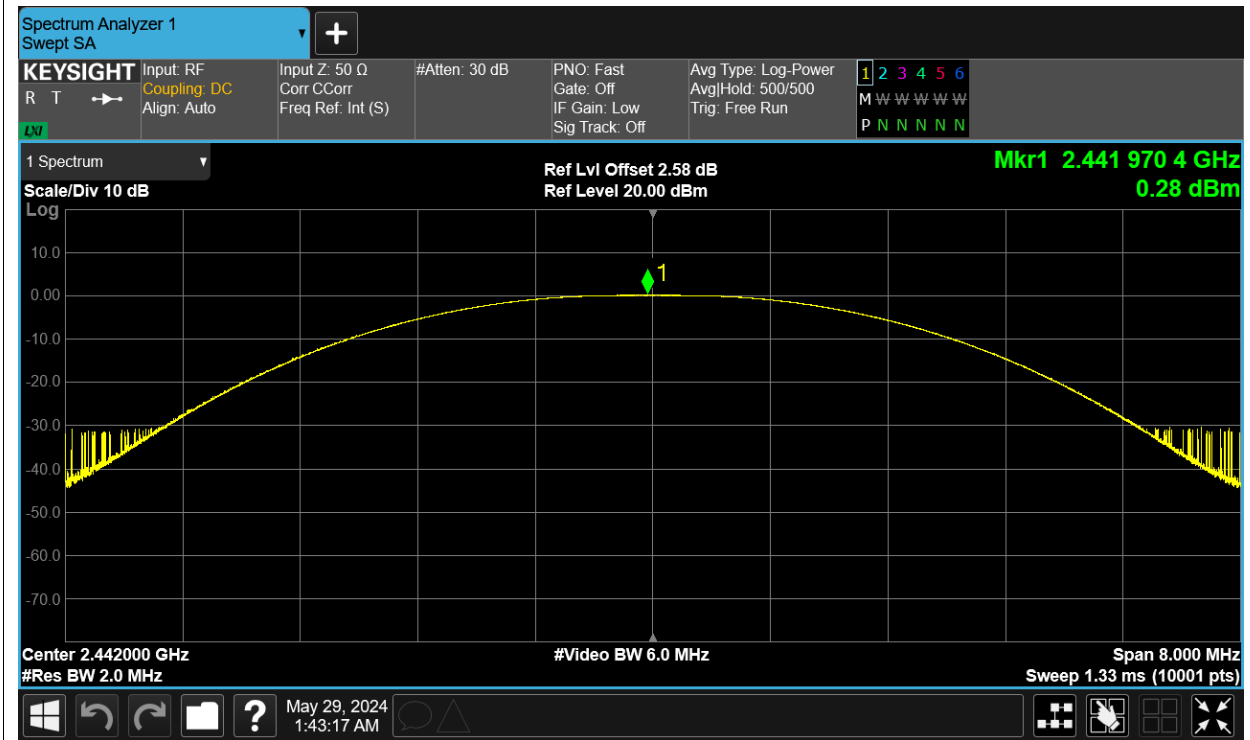 Spectrum Analyzer 1
Swept SA
KEYSIGHT
R T
LXI
Input: RF
Coupling: DC
Align: Auto
Input Z: 50 Ω
Corr CCorr
Freq Ref: Int (S)
#Atten: 30 dB
PNO: Fast
Gate: Off
IF Gain: Low
Sig Track: Off
Avg Type: Log-Power
Avg|Hold: 500/500
Trig: Free Run
1 2 3 4 5 6
M W W W W W
P N N N N N
1 Spectrum
Scale/Div 10 dB
Log
Ref Lvl Offset 2.58 dB
Ref Level 20.00 dBm
Mkr1 2.441 970 4 GHz
0.28 dBm
10.0
0.00
-10.0
-20.0
-30.0
-40.0
-50.0
-60.0
-70.0
1
Center 2.442000 GHz
#Res BW 2.0 MHz
#Video BW 6.0 MHz
Span 8.000 MHz
Sweep 1.33 ms (10001 pts)
?
May 29, 2024
1:43:17 AM